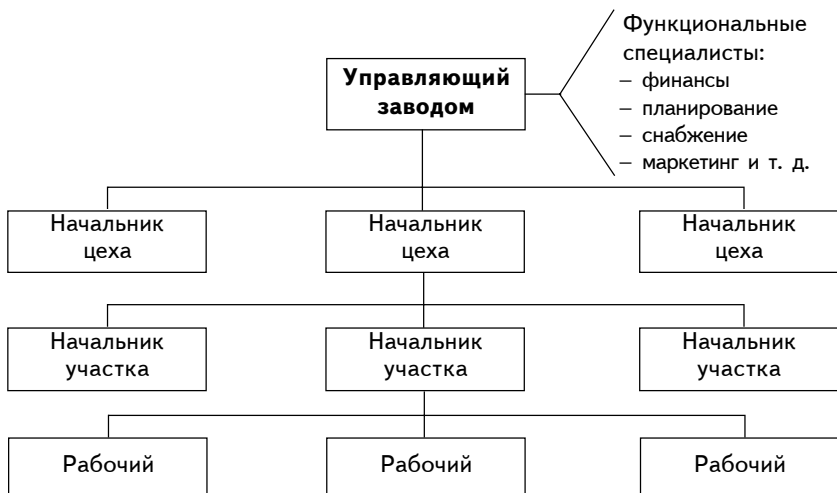 Управляющий
заводом
Функциональные
специалисты:
– финансы
– планирование
– снабжение
– маркетинг и т. д.
Начальник
цеха
Начальник
цеха
Начальник
цеха
Начальник
участка
Начальник
участка
Начальник
участка
Рабочий
Рабочий
Рабочий